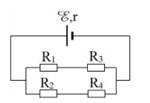 ℰ,r
R₁ R₃
R₂ R₄